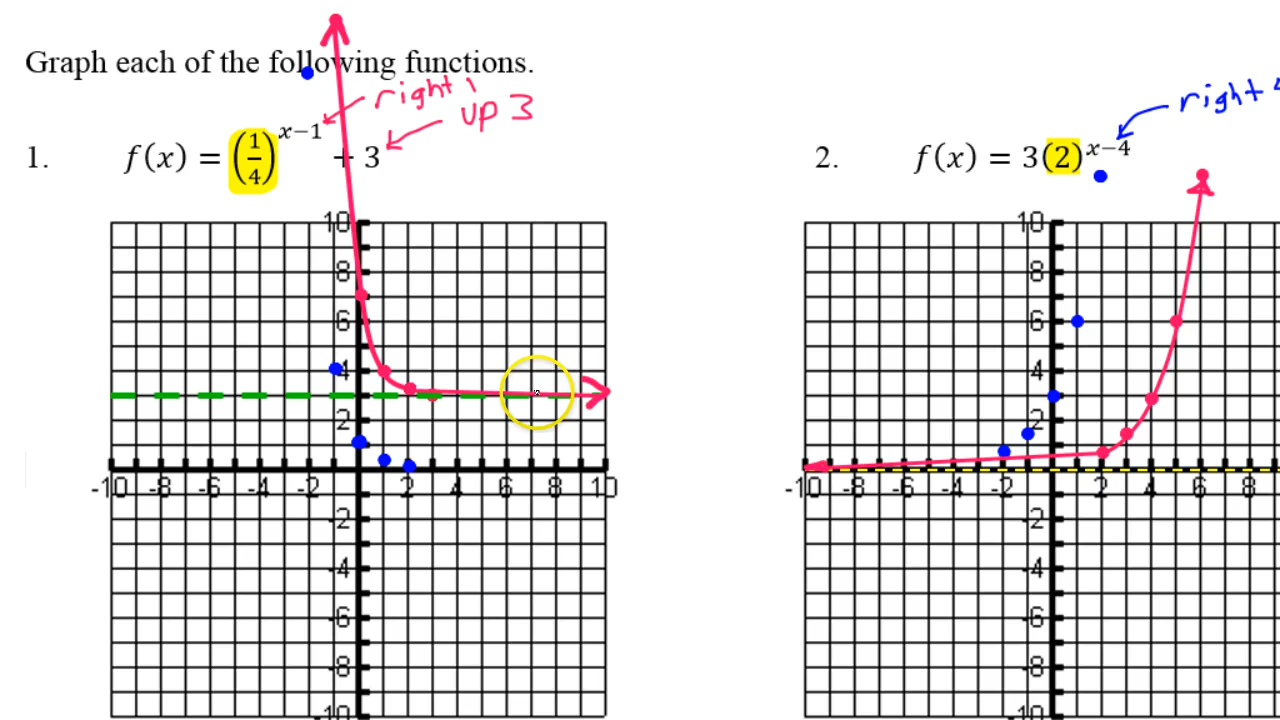 Graph each of the following functions.
right 1
up 3
1. f(x) = (1/4)^{x-1} + 3
right 4
2. f(x) = 3(2)^{x-4}
10
8
6
4
2
-10 -8 -6 -4 -2 2 4 6 8 10
-2
-4
-6
-8
-10
10
8
6
4
2
-10 -8 -6 -4 -2 2 4 6 8
-2
-4
-6
-8
-10